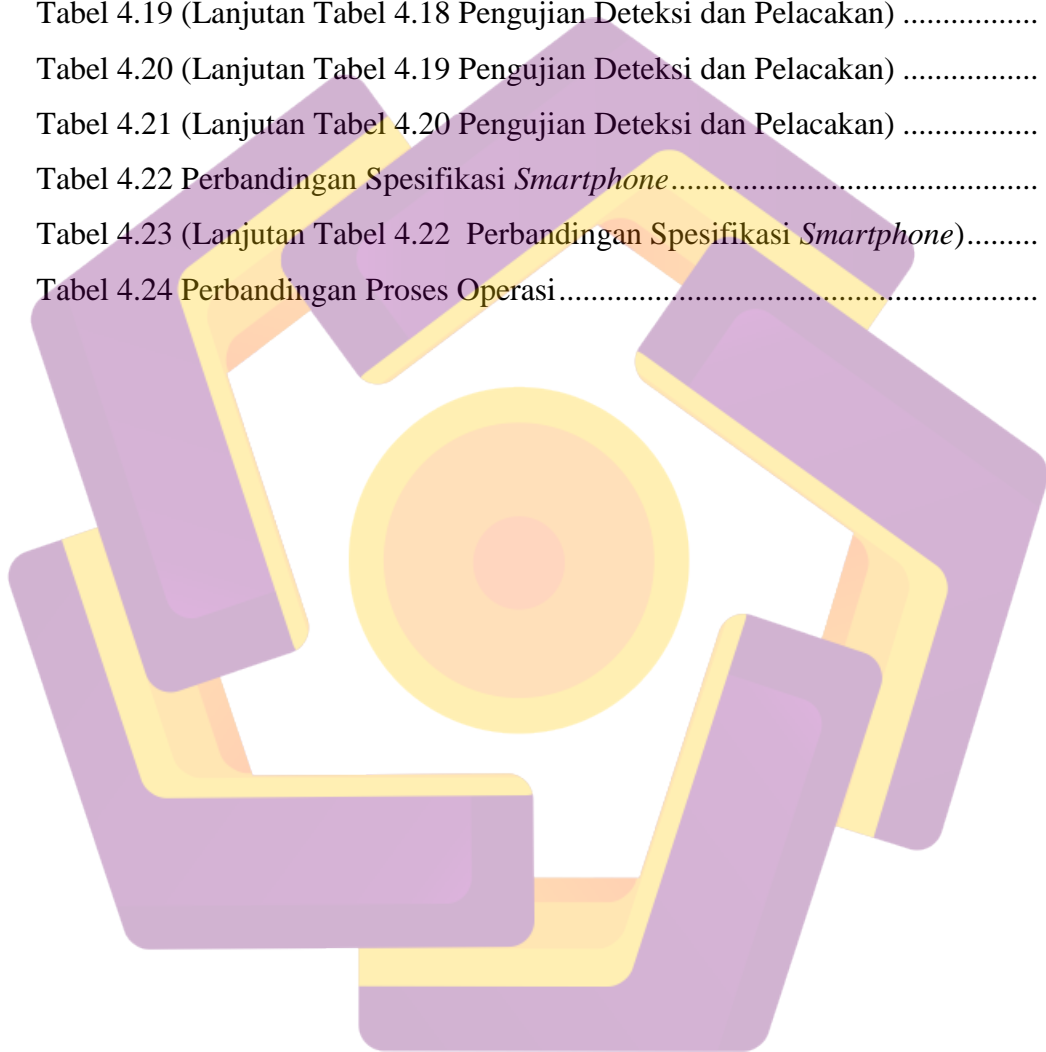 Tabel 4.19 (Lanjutan Tabel 4.18 Pengujian Deteksi dan Pelacakan) ................
Tabel 4.20 (Lanjutan Tabel 4.19 Pengujian Deteksi dan Pelacakan) ................
Tabel 4.21 (Lanjutan Tabel 4.20 Pengujian Deteksi dan Pelacakan) ................
Tabel 4.22 Perbandingan Spesifikasi Smartphone............................................
Tabel 4.23 (Lanjutan Tabel 4.22  Perbandingan Spesifikasi Smartphone).........
Tabel 4.24 Perbandingan Proses Operasi.........................................................